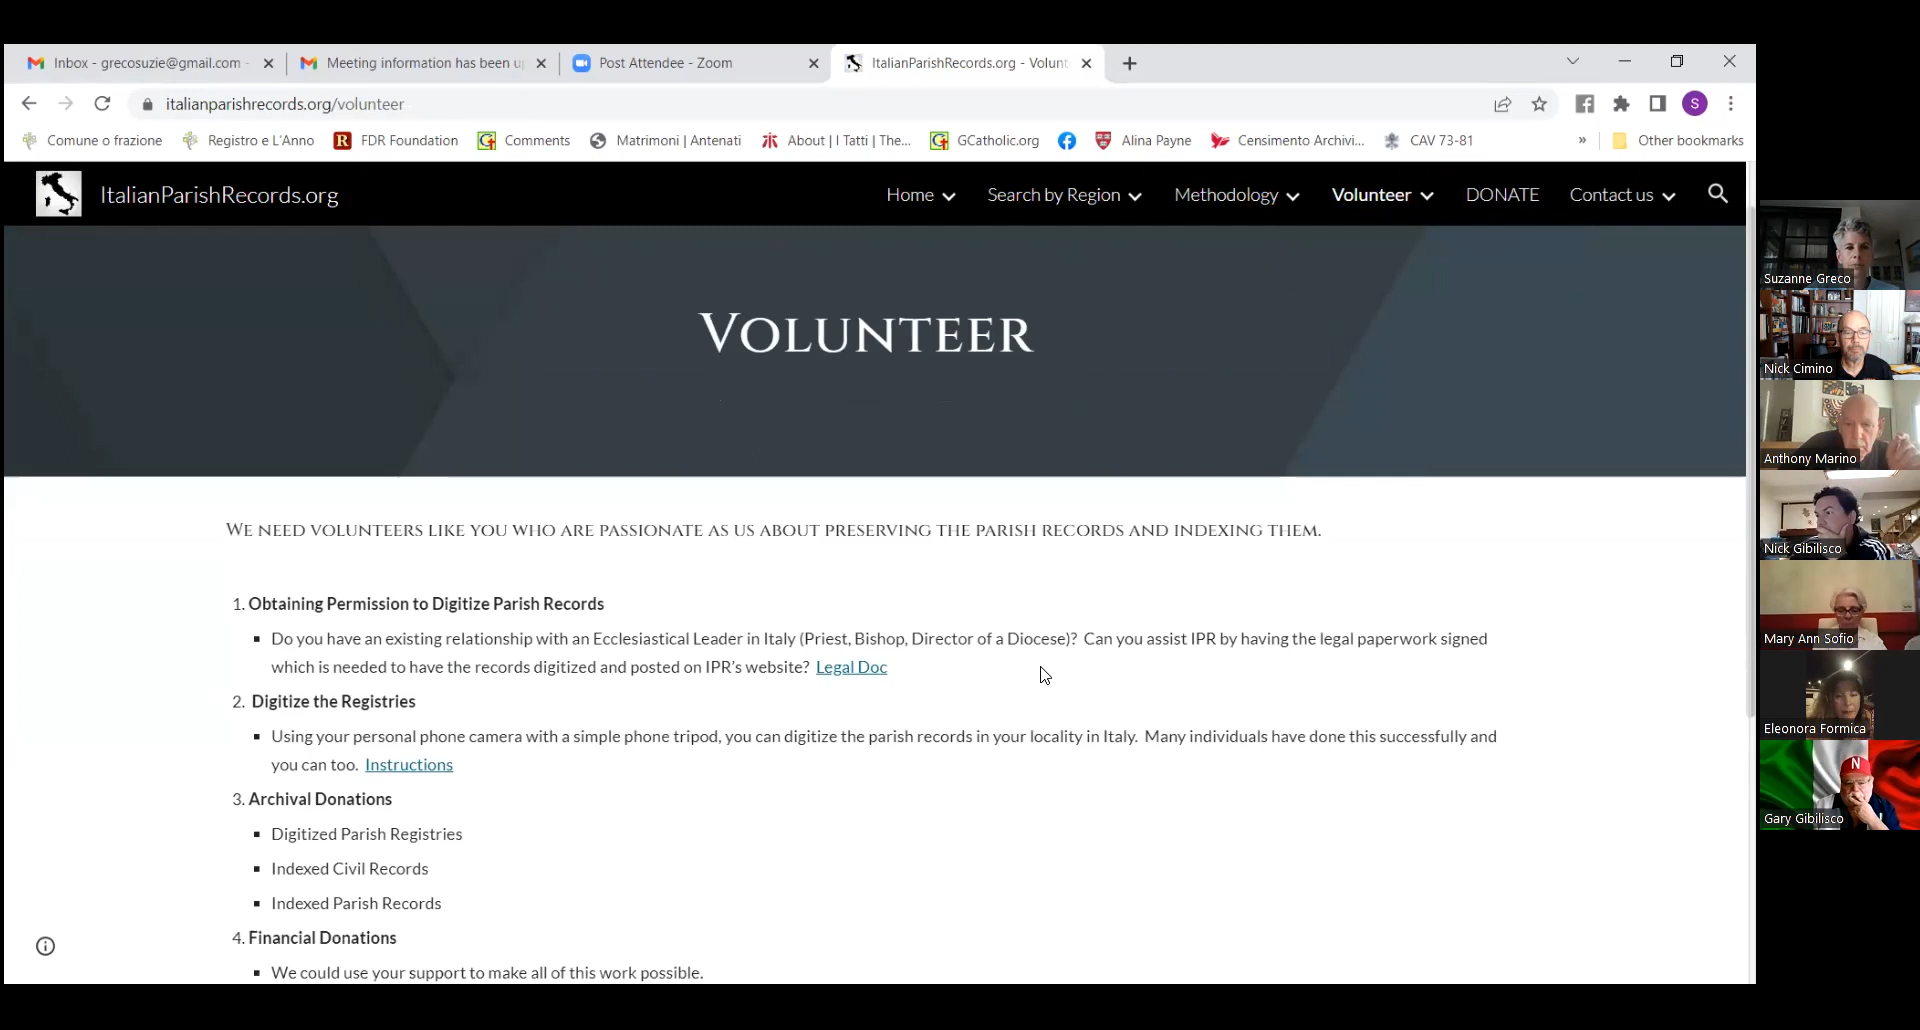 Inbox - grecosuzie@gmail.com -
Meeting information has been u
Post Attendee - Zoom
ItalianParishRecords.org - Volunt
italianparishrecords.org/volunteer
S
Comune o frazione
Registro e L'Anno
R FDR Foundation
Comments
Matrimoni | Antenati
About | I Tatti | The...
GCatholic.org
Alina Payne
Censimento Archivi...
CAV 73-81
»
Other bookmarks
ItalianParishRecords.org
Home
Search by Region
Methodology
Volunteer
DONATE
Contact us
VOLUNTEER
WE NEED VOLUNTEERS LIKE YOU WHO ARE PASSIONATE AS US ABOUT PRESERVING THE PARISH RECORDS AND INDEXING THEM.
1. Obtaining Permission to Digitize Parish Records
▪ Do you have an existing relationship with an Ecclesiastical Leader in Italy (Priest, Bishop, Director of a Diocese)? Can you assist IPR by having the legal paperwork signed
which is needed to have the records digitized and posted on IPR's website? Legal Doc
2. Digitize the Registries
▪ Using your personal phone camera with a simple phone tripod, you can digitize the parish records in your locality in Italy. Many individuals have done this successfully and
you can too. Instructions
3. Archival Donations
▪ Digitized Parish Registries
▪ Indexed Civil Records
▪ Indexed Parish Records
4. Financial Donations
▪ We could use your support to make all of this work possible.
Suzanne Greco
Nick Cimino
Anthony Marino
Nick Gibilisco
Mary Ann Sofio
Eleonora Formica
N
Gary Gibilisco